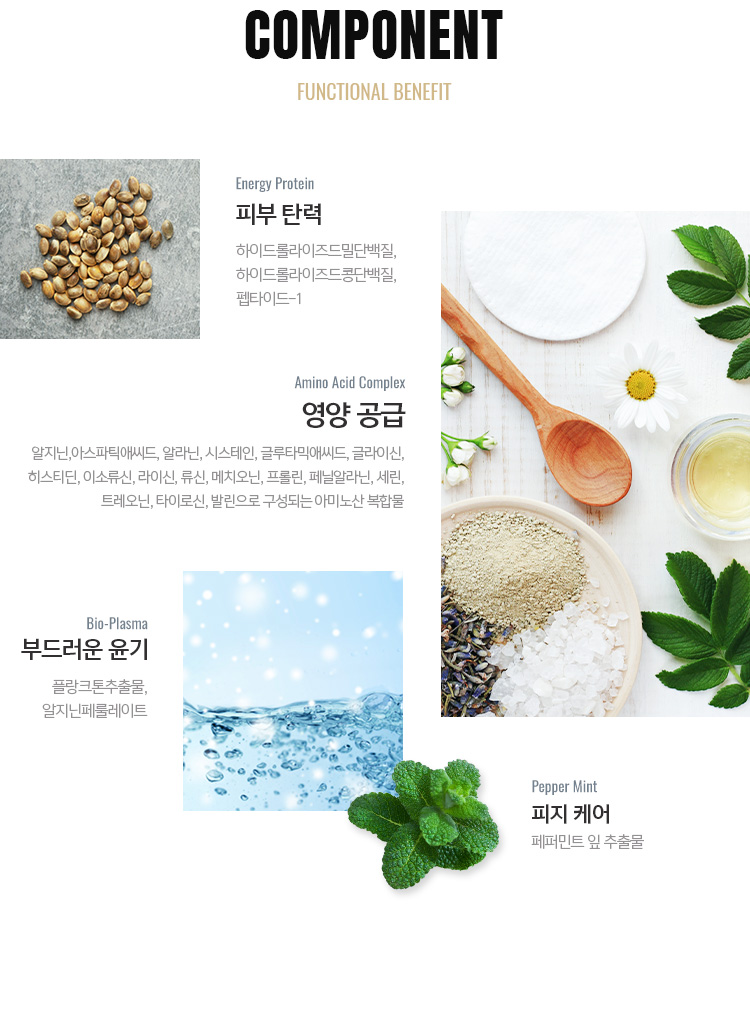 COMPONENT
FUNCTIONAL BENEFIT
Energy Protein
피부 탄력
하이드롤라이즈드밀단백질,
하이드롤라이즈드콩단백질,
펩타이드-1
Amino Acid Complex
영양 공급
알지닌,아스파틱애씨드, 알라닌, 시스테인, 글루타믹애씨드, 글라이신,
히스티딘, 이소류신, 라이신, 류신, 메치오닌, 프롤린, 페닐알라닌, 세린,
트레오닌, 타이로신, 발린으로 구성되는 아미노산 복합물
Bio-Plasma
부드러운 윤기
플랑크톤추출물,
알지닌페룰레이트
Pepper Mint
피지 케어
페퍼민트 잎 추출물